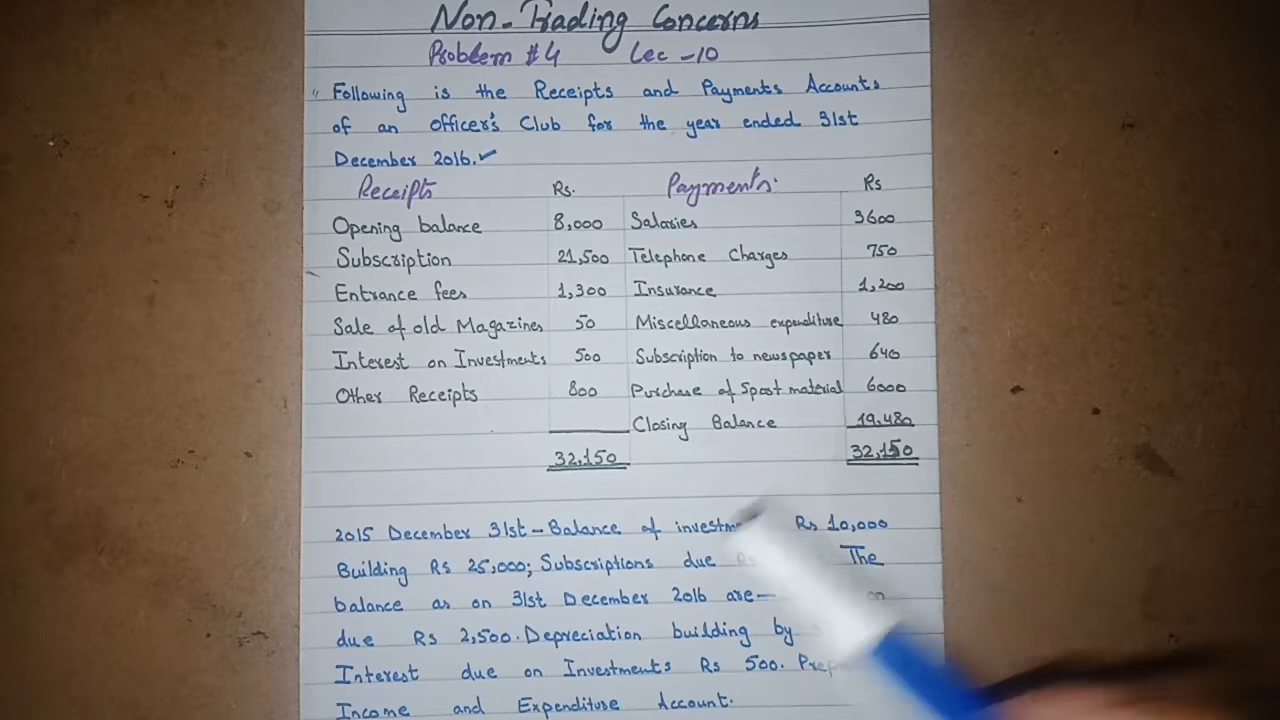 Non-Trading Concerns
Problem #4 Lec-10
"Following is the Receipts and Payments Accounts
of an officer's Club for the year ended 31st
December 2016.
Receipts Rs. Payments. Rs
Opening balance 8,000 Salaries 3600
Subscription 21,500 Telephone Charges 750
Entrance fees 1,300 Insurance 1,200
Sale of old Magazines 50 Miscellaneous expenditure 480
Interest on Investments 500 Subscription to newspaper 640
Other Receipts 800 Purchase of Sport material 6000
Closing Balance 19,480
32,150 32,150
2015 December 31st-Balance of Rs 10,000
Building Rs 25,000; Subscriptions due The
balance as on 31st December 2016 are-
due Rs 2,500. Depreciation building by
Interest due on Investments Rs 500.
Income and Expenditure Account.